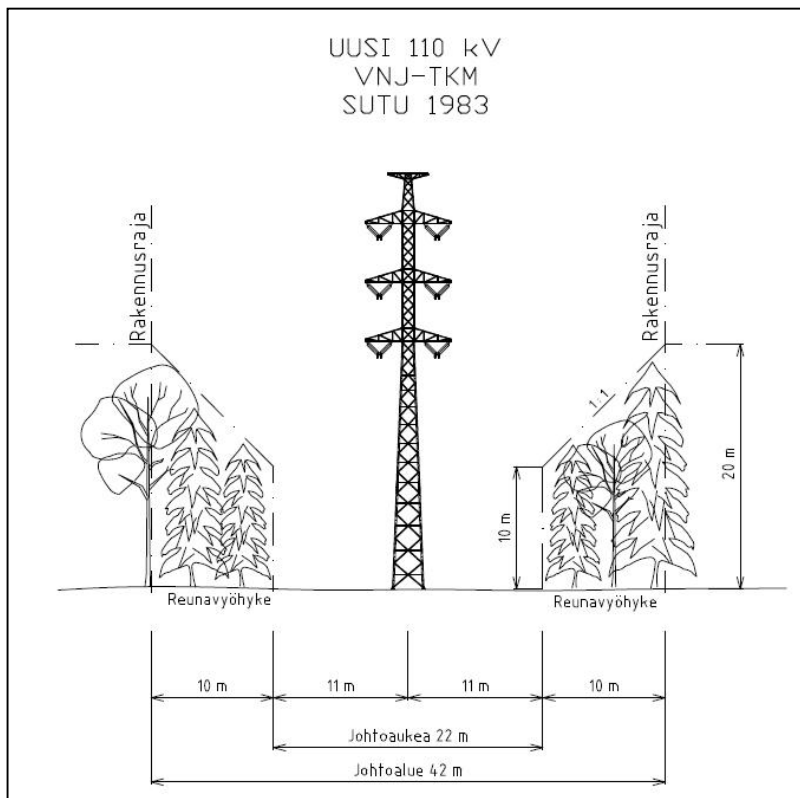 UUSI 110 kV
VNJ-TKM
SUTU 1983
Rakennusraja
Rakennusraja
1:1
20 m
10 m
Reunavyöhyke
Reunavyöhyke
10 m
11 m
11 m
10 m
Johtoaukea 22 m
Johtoalue 42 m